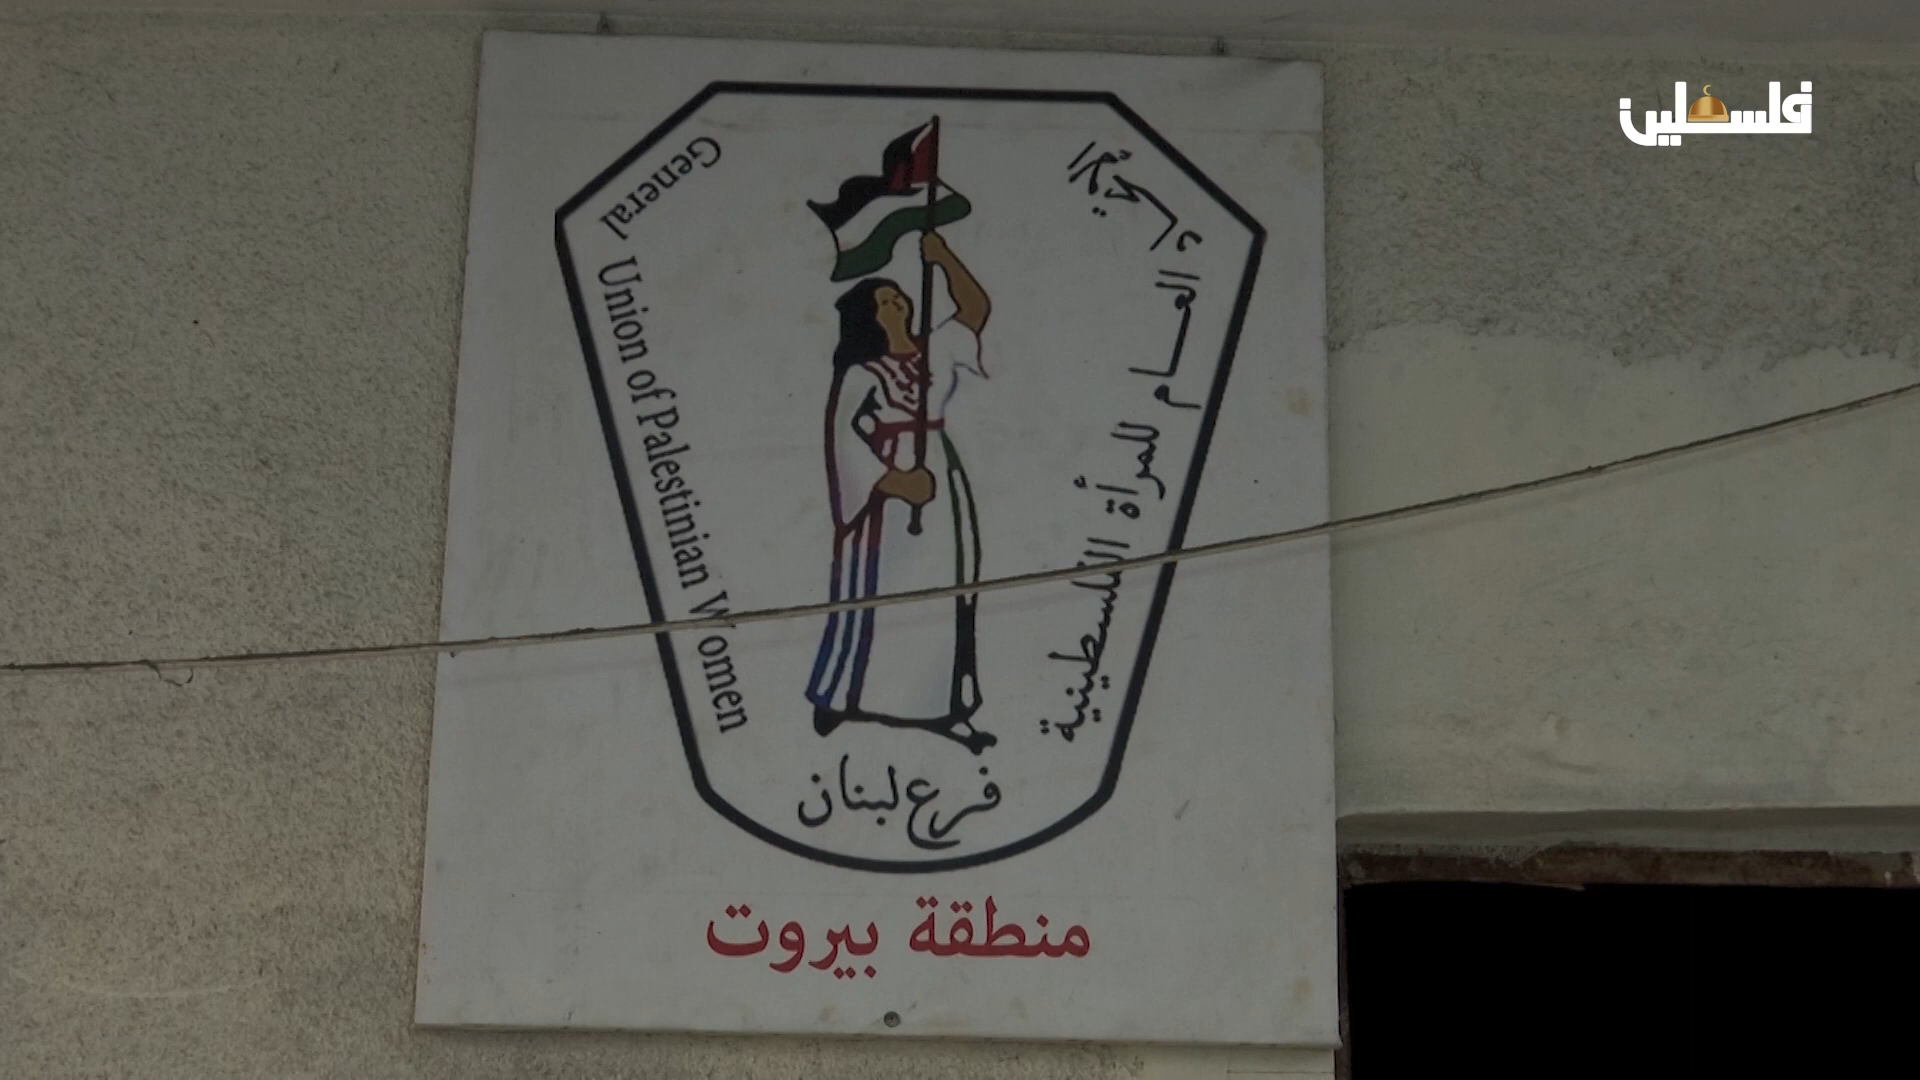 فلسطين
General Union of Palestinian Women
الاتحاد العام للمرأة الفلسطينية
فرع لبنان
منطقة بيروت